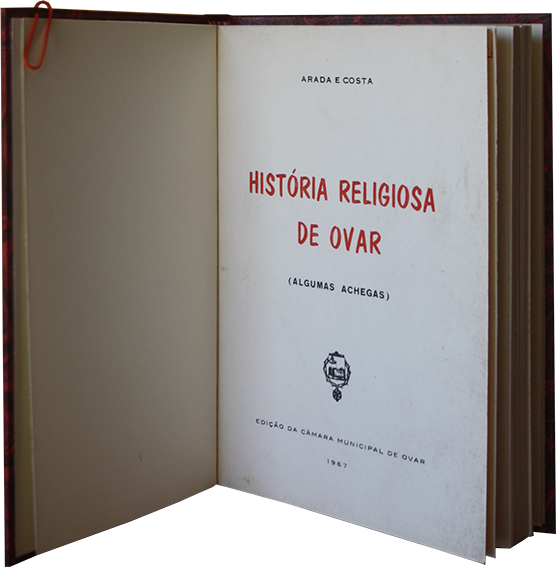 ARADA E COSTA
HISTÓRIA RELIGIOSA
DE OVAR
(ALGUMAS ACHEGAS)
EDIÇÃO DA CÂMARA MUNICIPAL DE OVAR
1967